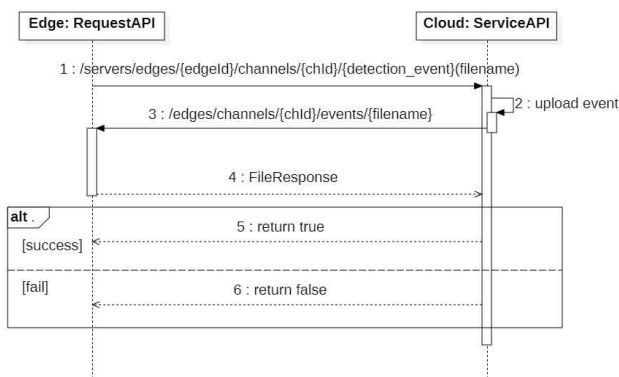 Edge: RequestAPI
Cloud: ServiceAPI
1 : /servers/edges/{edgeId}/channels/{chId}/{detection_event}(filename)
2 : upload event
3 : /edges/channels/{chId}/events/{filename}
4 : FileResponse
alt .
5 : return true
[success]
[fail]
6 : return false